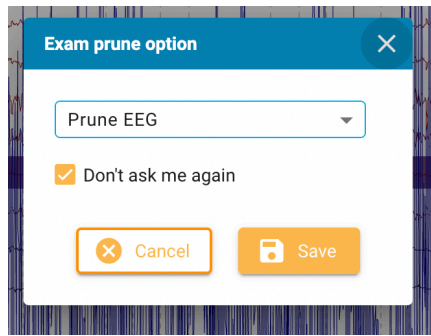 Exam prune option
Prune EEG
Don't ask me again
Cancel
Save